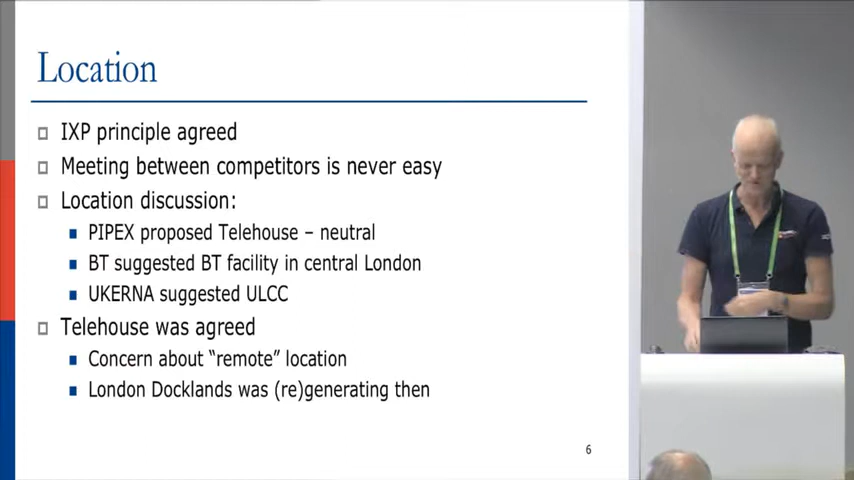 Location
IXP principle agreed
Meeting between competitors is never easy
Location discussion:
PIPEX proposed Telehouse – neutral
BT suggested BT facility in central London
UKERNA suggested ULCC
Telehouse was agreed
Concern about “remote” location
London Docklands was (re)generating then
6